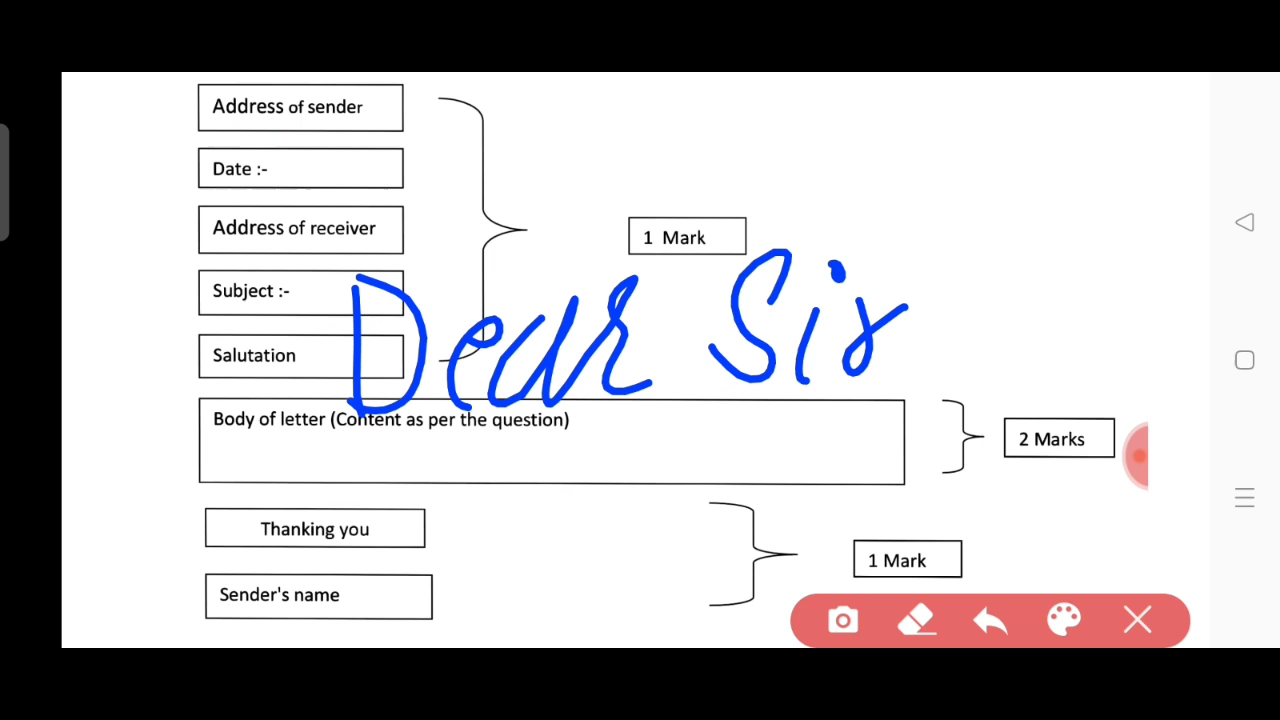 Address of sender
Date :-
Address of receiver
1 Mark
Subject :-
Dear Sir
Salutation
Body of letter (Content as per the question)
2 Marks
Thanking you
1 Mark
Sender's name